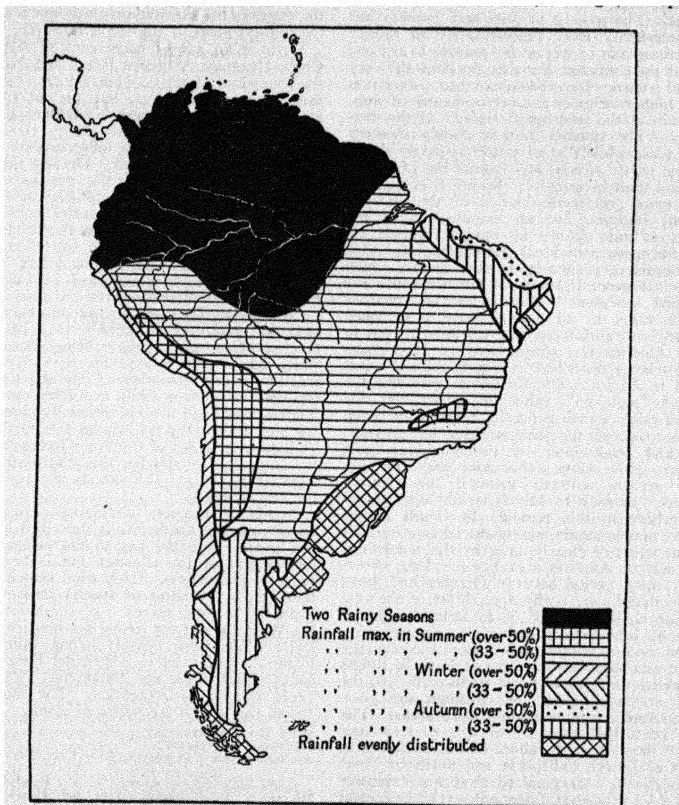 Two Rainy Seasons
Rainfall max. in Summer (over 50%)
" " " " (33-50%)
" " " Winter (over 50%)
" " " " (33-50%)
" " " Autumn (over 50%)
" " " " " (33-50%)
Rainfall evenly distributed